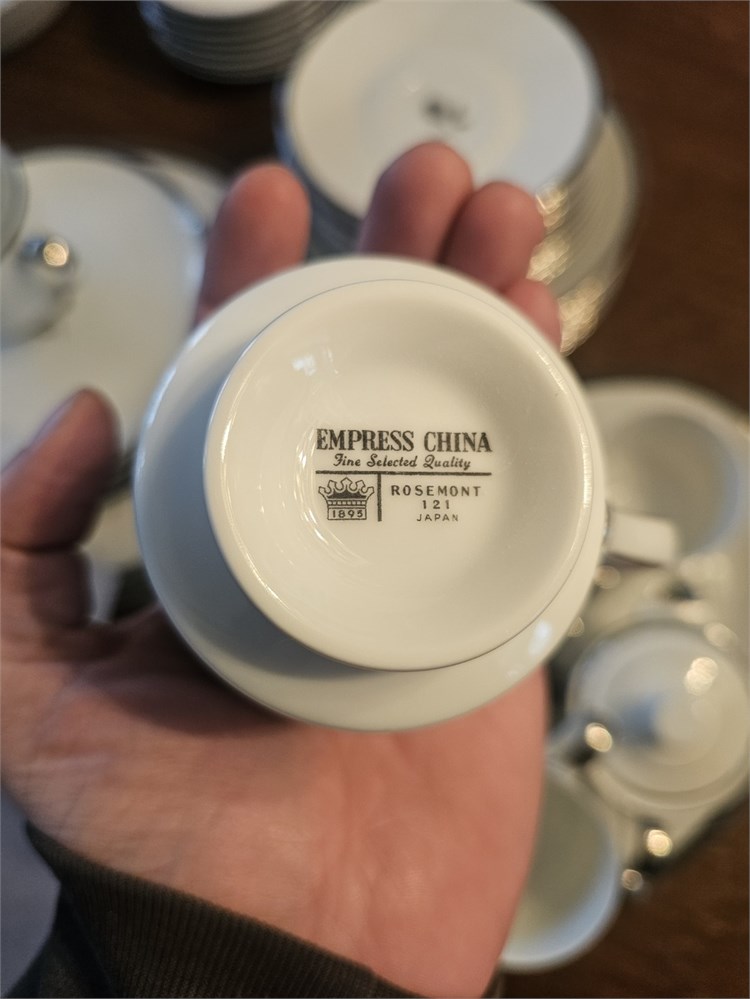 EMPRESS CHINA
Fine Selected Quality
1895
ROSEMONT
121
JAPAN